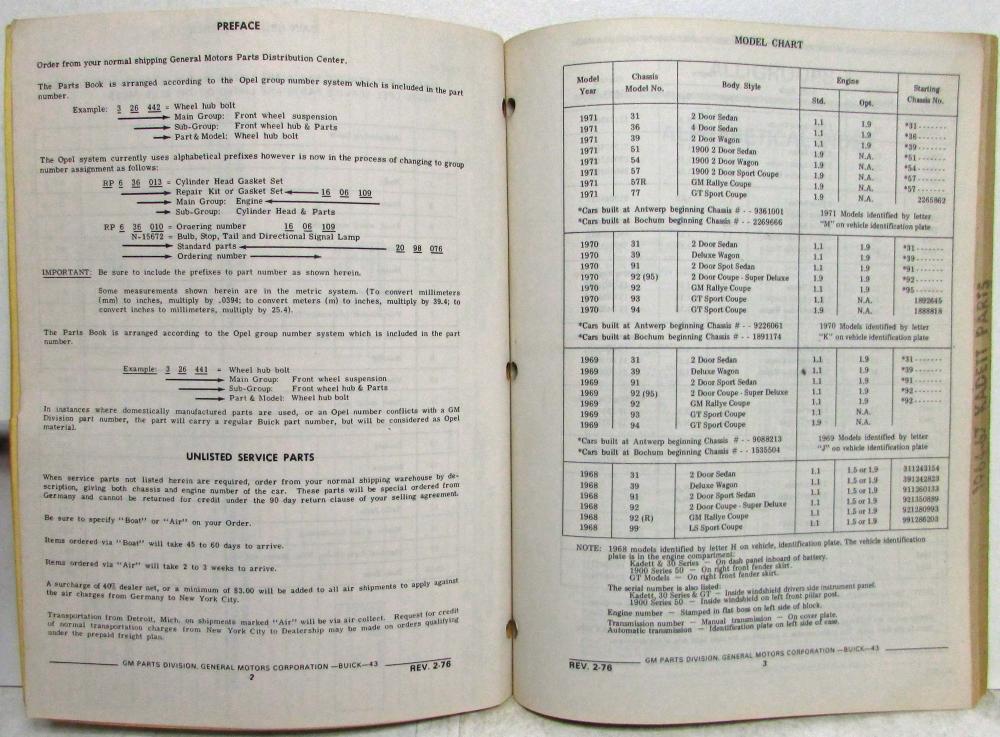 PREFACE
Order from your normal shipping General Motors Parts Distribution Center.
The Parts Book is arranged according to the Opel group number system which is included in the part
number.
Example: 3 26 442 = Wheel hub bolt
Main Group: Front wheel suspension
Sub-Group: Front wheel hub & Parts
Part & Model: Wheel hub bolt
The Opel system currently uses alphabetical prefixes however is now in the process of changing to group
number assignment as follows:
RP 6 36 013 = Cylinder Head Gasket Set
Repair Kit or Gasket Set 16 06 109
Main Group: Engine
Sub-Group: Cylinder Head & Parts
RP 6 36 010 = Oraering number 16 06 109
N-15672 = Bulb, Stop, Tail and Directional Signal Lamp
Standard parts 20 98 076
Ordering number
IMPORTANT: Be sure to include the prefixes to part number as shown herein.
Some measurements shown herein are in the metric system. (To convert millimeters
(mm) to inches, multiply by .0394; to convert meters (m) to inches, multiply by 39.4; to
convert inches to millimeters, multiply by 25.4).
The Parts Book is arranged according to the Opel group number system which is included in the part
number.
Example: 3 26 441 = Wheel hub bolt
Main Group: Front wheel suspension
Sub-Group: Front wheel hub & Parts
Part & Model: Wheel hub bolt
In instances where domestically manufactured parts are used, or an Opel number conflicts with a GM
Division part number, the part will carry a regular Buick part number, but will be considered as Opel
material.
UNLISTED SERVICE PARTS
When service parts not listed herein are required, order from your normal shipping warehouse by de-
scription, giving both chassis and engine number of the car. These parts will be special ordered from
Germany and cannot be returned for credit under the 90 day return clause of your selling agreement.
Be sure to specify "Boat" or "Air" on your Order.
Items ordered via "Boat" will take 45 to 60 days to arrive.
Items ordered via "Air" will take 2 to 3 weeks to arrive.
A surcharge of 40% dealer net, or a minimum of $3.00 will be added to all air shipments to apply against
the air charges from Germany to New York City.
Transportation from Detroit, Mich. on shipments marked "Air" will be via air collect. Request for credit
of normal transportation charges from New York City to Dealership may be made on orders qualifying
under the prepaid freight plan.
GM PARTS DIVISION, GENERAL MOTORS CORPORATION —BUICK—43
2
REV. 2-76
MODEL CHART
Model Year Chassis Model No. Body Style Engine Starting Chassis No.
Std. Opt.
1971 31 2 Door Sedan 1.1 1.9 *31-------
1971 36 4 Door Sedan 1.1 1.9 *36-------
1971 39 2 Door Wagon 1.1 1.9 *39-------
1971 51 1900 2 Door Sedan 1.9 N.A. *51-------
1971 54 1900 2 Door Wagon 1.9 N.A. *54-------
1971 57 1900 2 Door Sport Coupe 1.9 N.A. *57-------
1971 57R GM Rallye Coupe 1.9 N.A. *57-------
1971 77 GT Sport Coupe 1.9 N.A. 2265862
*Cars built at Antwerp beginning Chassis # - - 9361001
*Cars built at Bochum beginning Chassis # - - 2269666
1971 Models identified by letter
"M" on vehicle identification plate
1970 31 2 Door Sedan 1.1 1.9 *31-------
1970 39 Deluxe Wagon 1.1 1.9 *39-------
1970 91 2 Door Spot Sedan 1.1 1.9 *91-------
1970 92 (95) 2 Door Coupe - Super Deluxe 1.9 1.9 *92-------
1970 92 GM Rallye Coupe 1.1 1.9 *95-------
1970 93 GT Sport Coupe 1.1 N.A. 1892645
1970 94 GT Sport Coupe 1.9 N.A. 1888818
*Cars built at Antwerp beginning Chassis # - - 9226061
*Cars built at Bochum beginning Chassis # - - 1891174
1970 Models identified by letter
"K" on vehicle identification plate
1969 31 2 Door Sedan 1.1 1.9 *31-------
1969 39 Deluxe Wagon 1.1 1.9 *39-------
1969 91 2 Door Sport Sedan 1.1 1.9 *91-------
1969 92 (95) 2 Door Coupe - Super Deluxe 1.1 1.9 *92-------
1969 92 GM Rallye Coupe 1.1 1.9 *92-------
1969 93 GT Sport Coupe 1.1 N.A.
1969 94 GT Sport Coupe 1.9 N.A.
*Cars built at Antwerp beginning Chassis # - - 9088213
*Cars built at Bochum beginning Chassis # - - 1535504
1969 Models identified by letter
"J" on vehicle identification plate
1968 31 2 Door Sedan 1.1 1.5 or 1.9 311243154
1968 39 Deluxe Wagon 1.1 1.5 or 1.9 391242823
1968 91 2 Door Sport Sedan 1.1 1.5 or 1.9 911260133
1968 92 2 Door Coupe - Super Deluxe 1.1 1.5 or 1.9 921350889
1968 92 (R) GM Rallye Coupe 1.1 1.5 or 1.9 921280993
1968 99 LS Sport Coupe 1.1 1.5 or 1.9 991286203
NOTE: 1968 models identified by letter H on vehicle, identification plate. The vehicle identification
plate is in the engine compartment:
Kadett & 30 Series — On dash panel inboard of battery.
1900 Series 50 — On right front fender skirt.
GT Models — On right front fender skirt.
The serial number is also listed:
Kadett, 30 Series & GT — Inside windshield drivers side instrument panel.
1900 Series 50 — Inside windshield on left front pillar post.
Engine number — Stamped in flat boss on left side of block.
Transmission number — Manual transmission — On cover plate.
Automatic transmission — Identification plate on left side of case.
GM PARTS DIVISION, GENERAL MOTORS CORPORATION —BUICK—43
REV. 2-76
3
KADETT PARTS